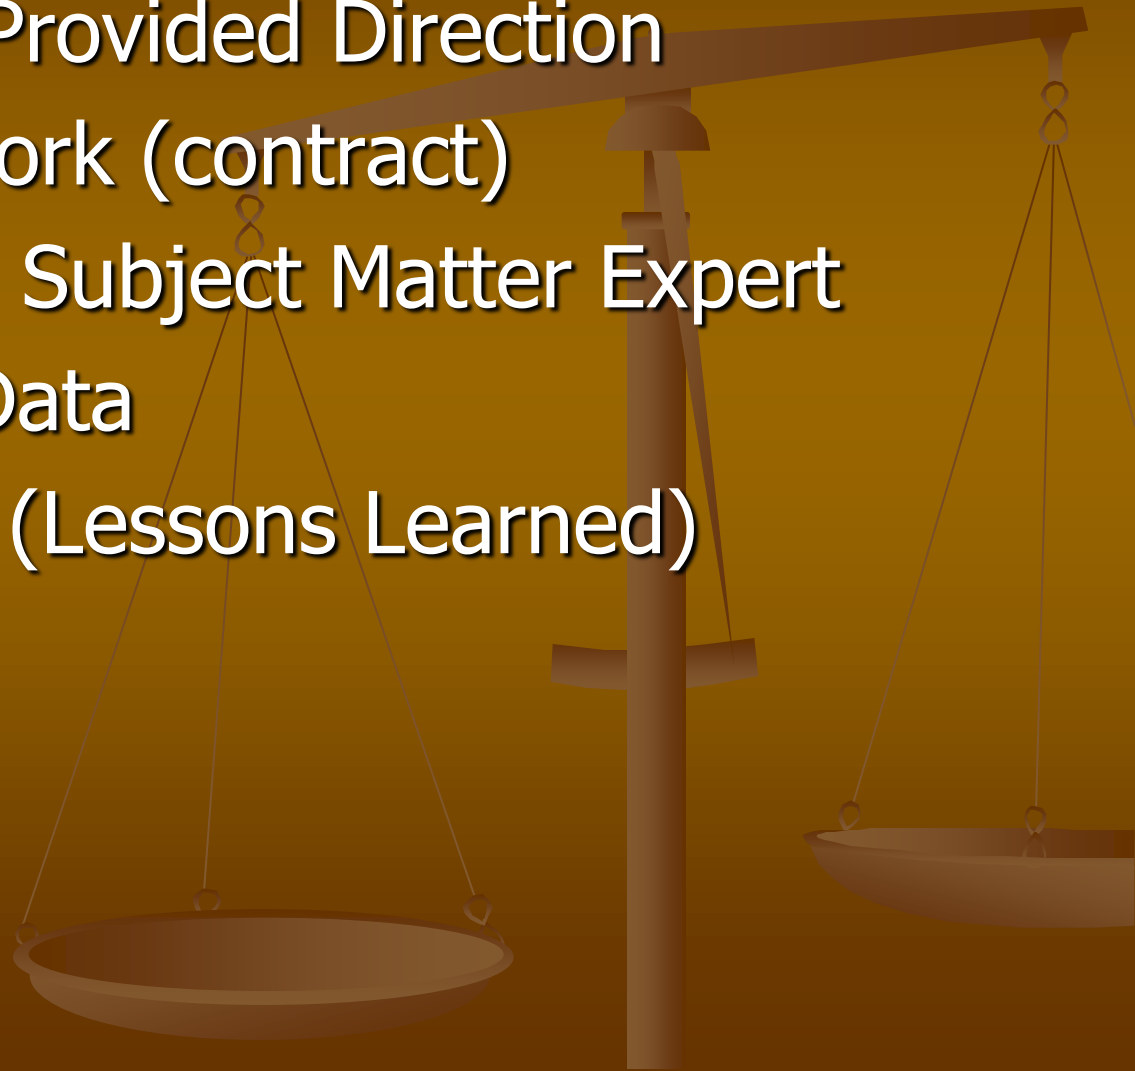 Provided Direction
ork (contract)
Subject Matter Expert
Data
(Lessons Learned)